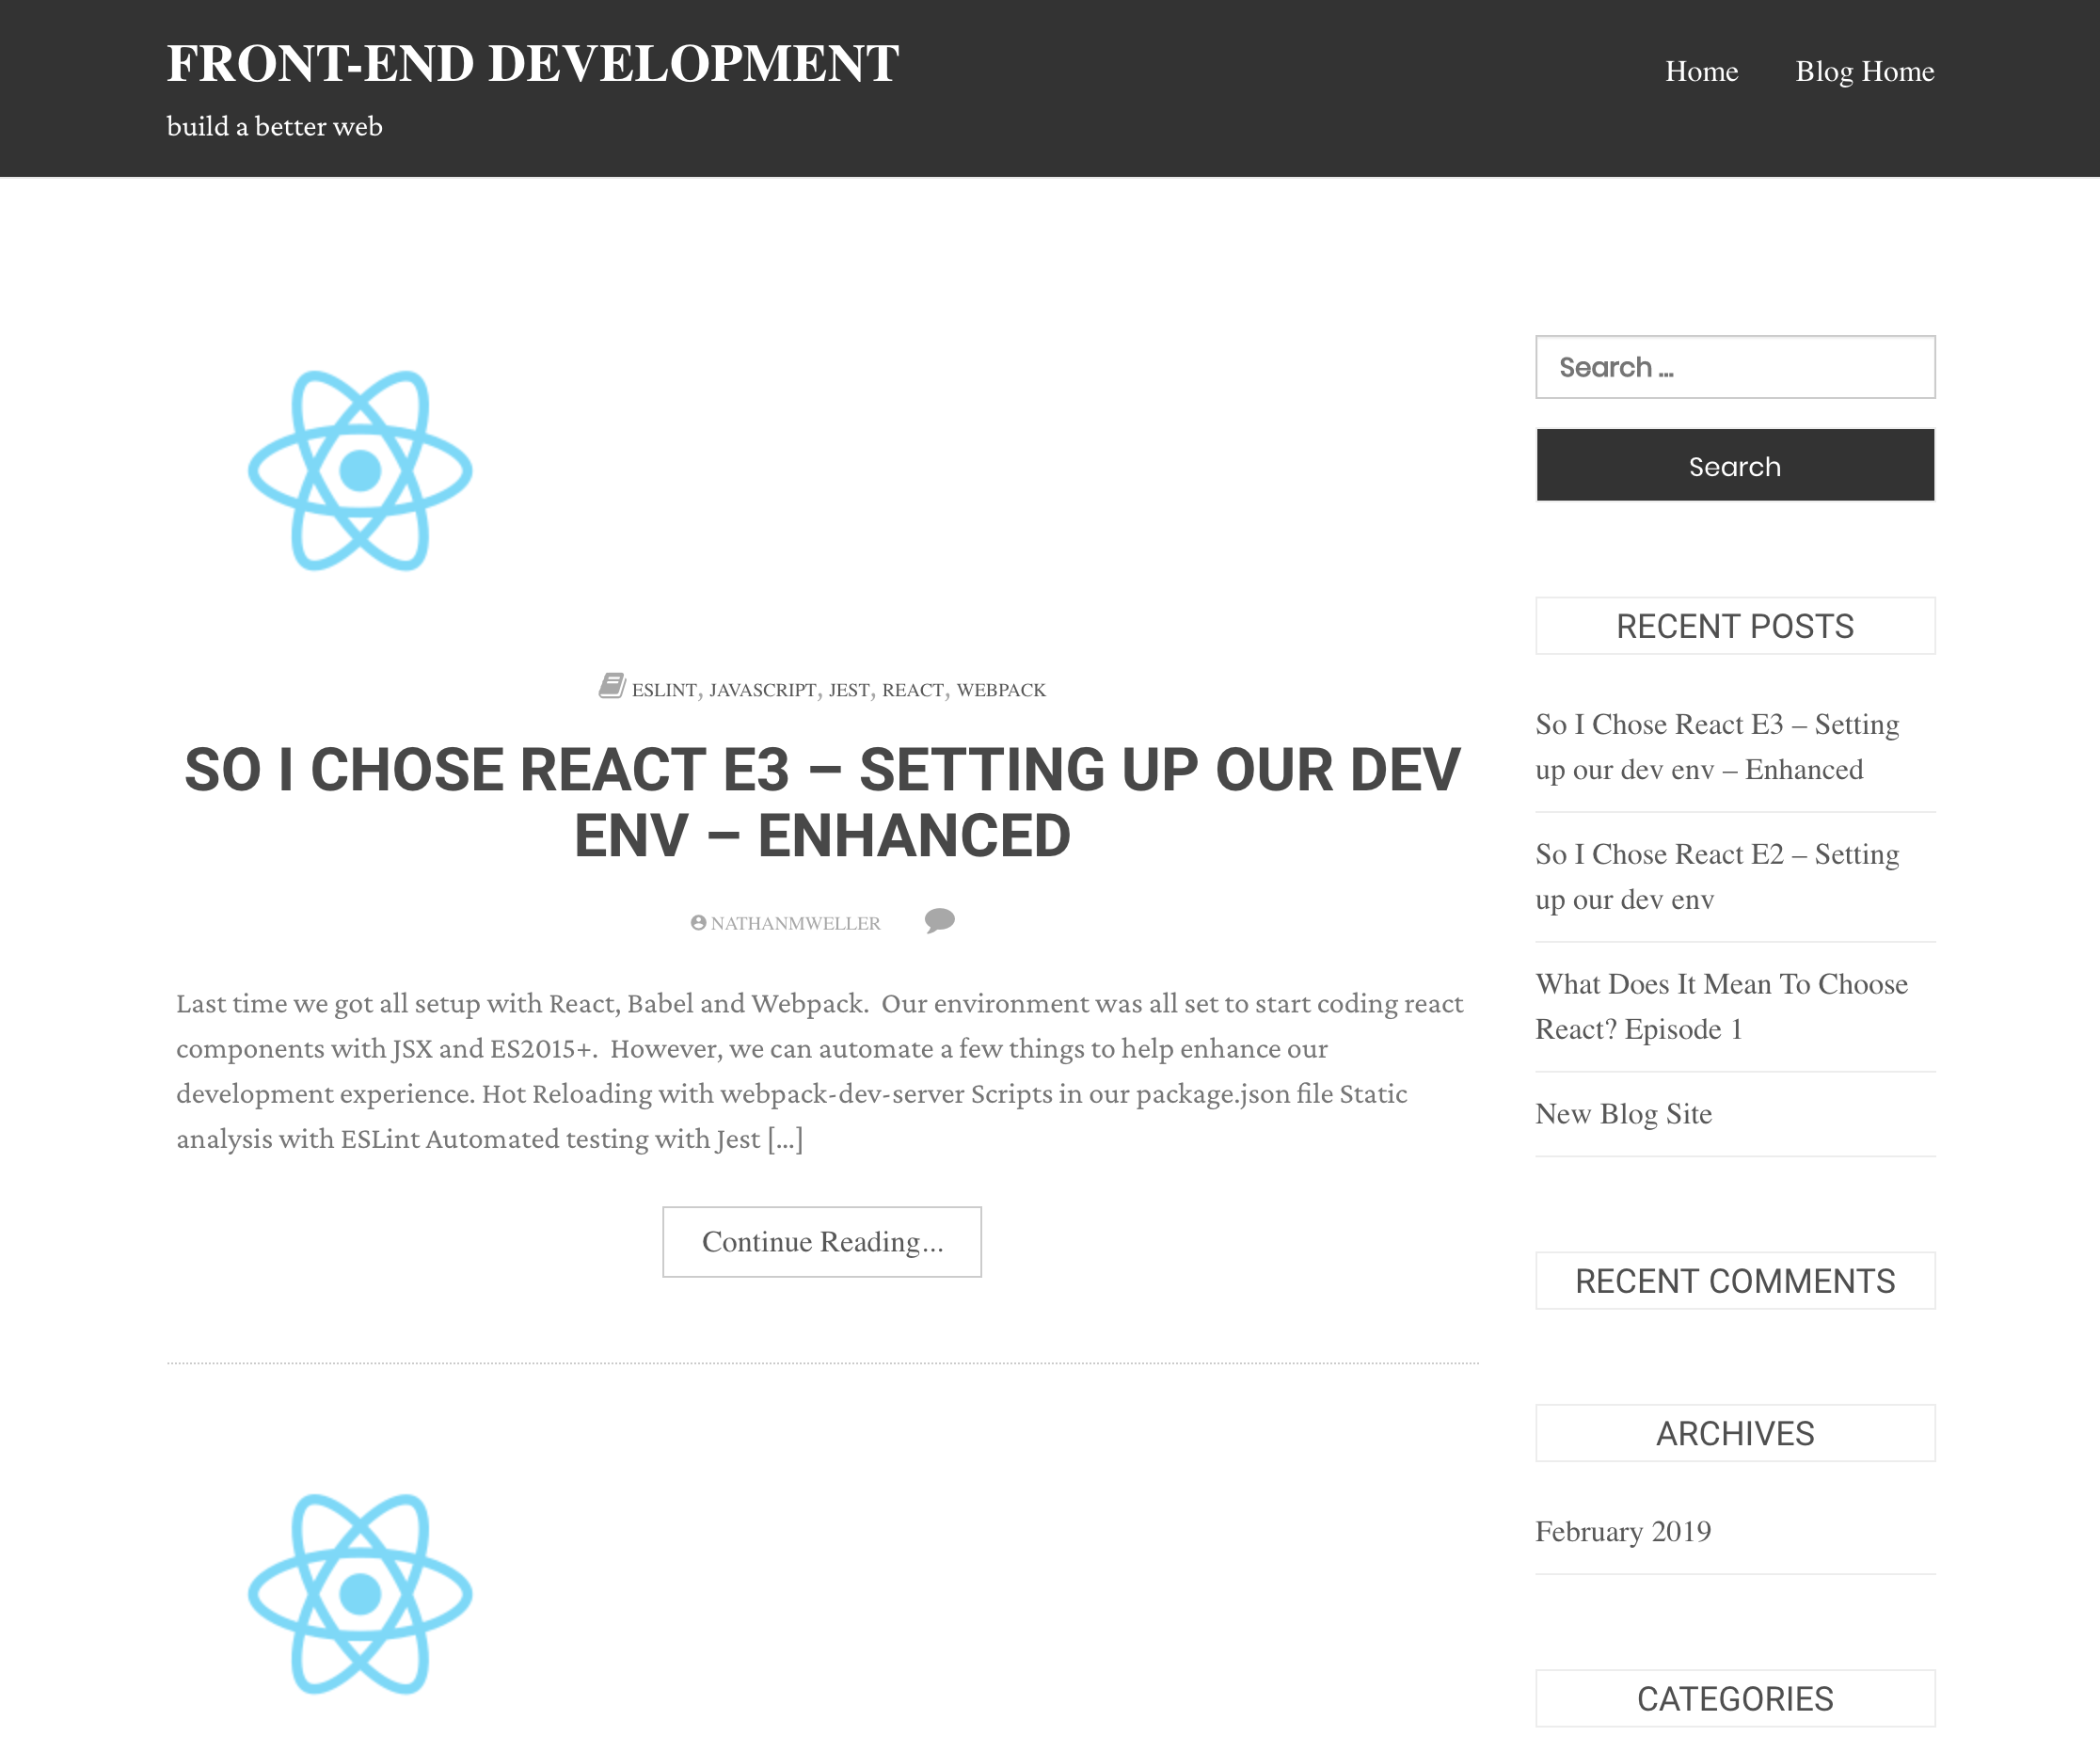 FRONT-END DEVELOPMENT
build a better web
Home
Blog Home
ESLINT, JAVASCRIPT, JEST, REACT, WEBPACK
SO I CHOSE REACT E3 – SETTING UP OUR DEV
ENV – ENHANCED
NATHANMWELLER
Last time we got all setup with React, Babel and Webpack.  Our environment was all set to start coding react
components with JSX and ES2015+.  However, we can automate a few things to help enhance our
development experience. Hot Reloading with webpack-dev-server Scripts in our package.json file Static
analysis with ESLint Automated testing with Jest [...]
Continue Reading...
Search ...
Search
RECENT POSTS
So I Chose React E3 – Setting
up our dev env – Enhanced
So I Chose React E2 – Setting
up our dev env
What Does It Mean To Choose
React? Episode 1
New Blog Site
RECENT COMMENTS
ARCHIVES
February 2019
CATEGORIES